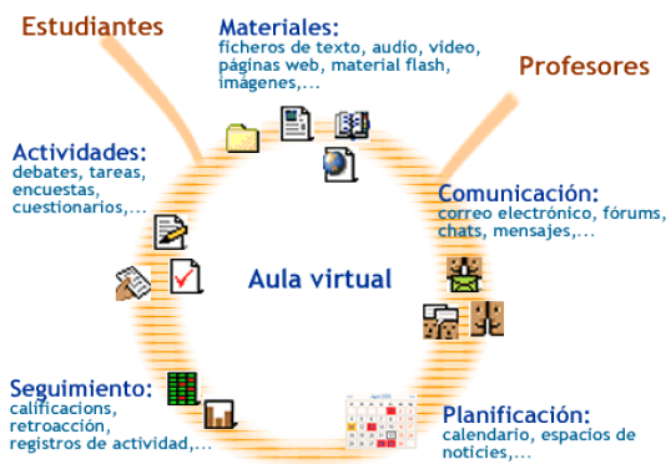 Estudiantes
Materiales:
ficheros de texto, audio, video,
páginas web, material flash,
imágenes,...
Profesores
Actividades:
debates, tareas,
encuestas,
cuestionarios,...
Comunicación:
correo electrónico, fórums,
chats, mensajes,...
Aula virtual
Seguimiento:
calificacions,
retroacción,
registros de actividad,...
Planificación:
calendario, espacios de
noticies,...